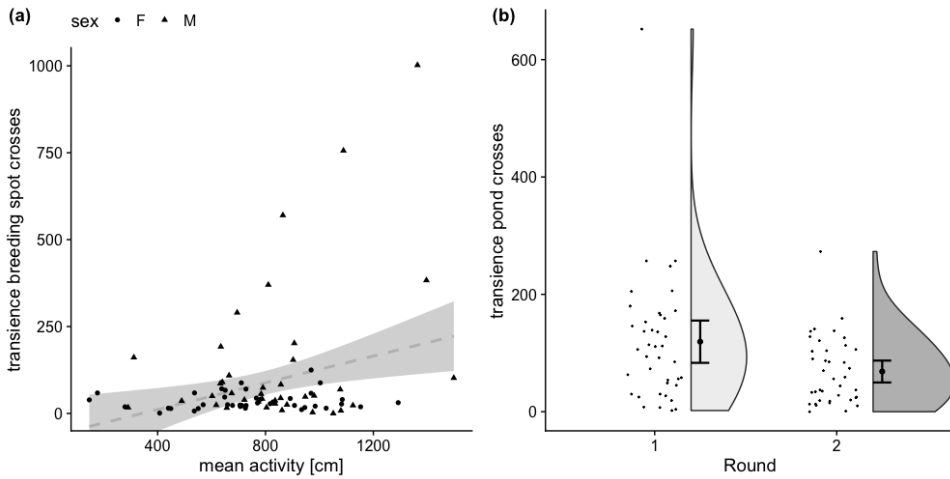 (a) sex F M
transience breeding spot crosses
1000
750
500
250
0
400 800 1200
mean activity [cm]
(b)
transience pond crosses
600
400
200
0
1 2
Round